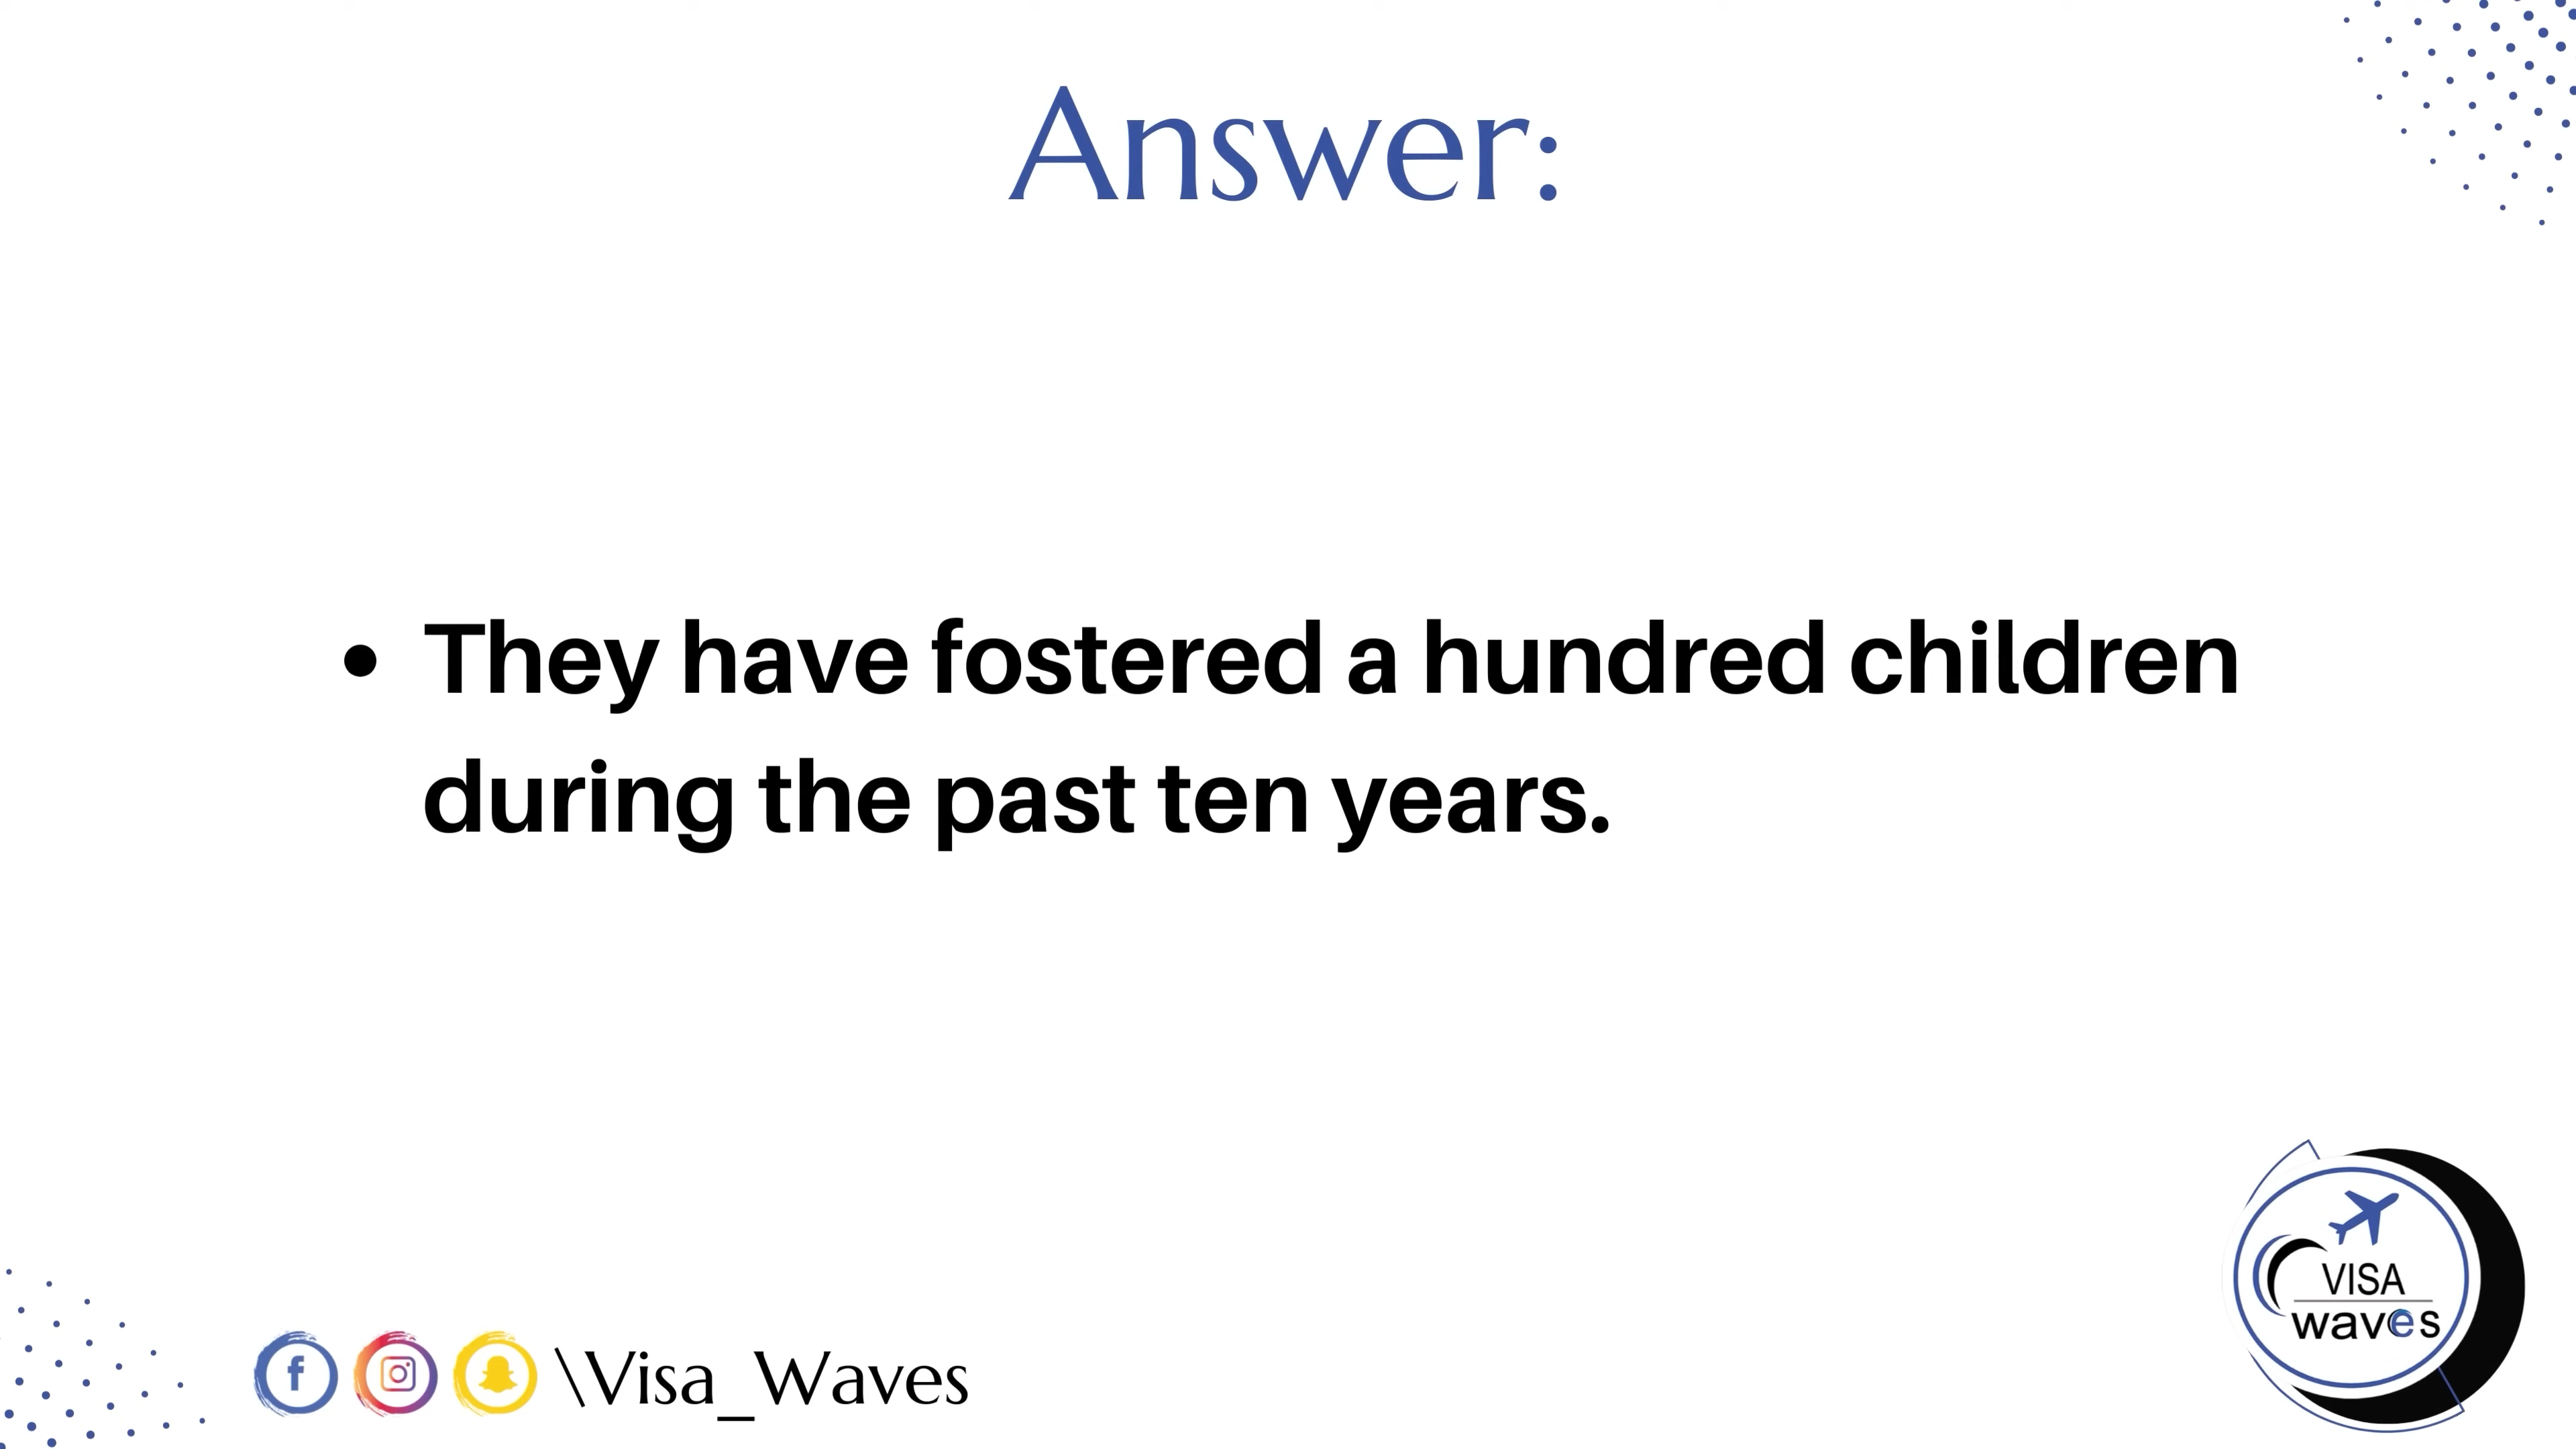 Answer:
• They have fostered a hundred children
during the past ten years.
\Visa_Waves
VISA
waves